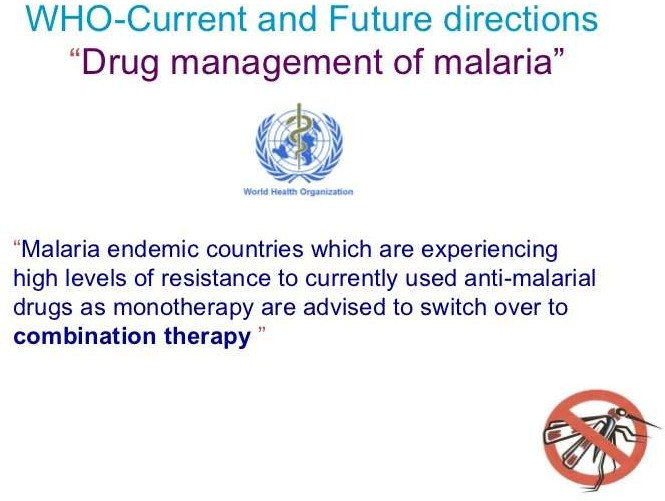 WHO-Current and Future directions
“Drug management of malaria”
World Health Organization
“Malaria endemic countries which are experiencing
high levels of resistance to currently used anti-malarial
drugs as monotherapy are advised to switch over to
combination therapy ”